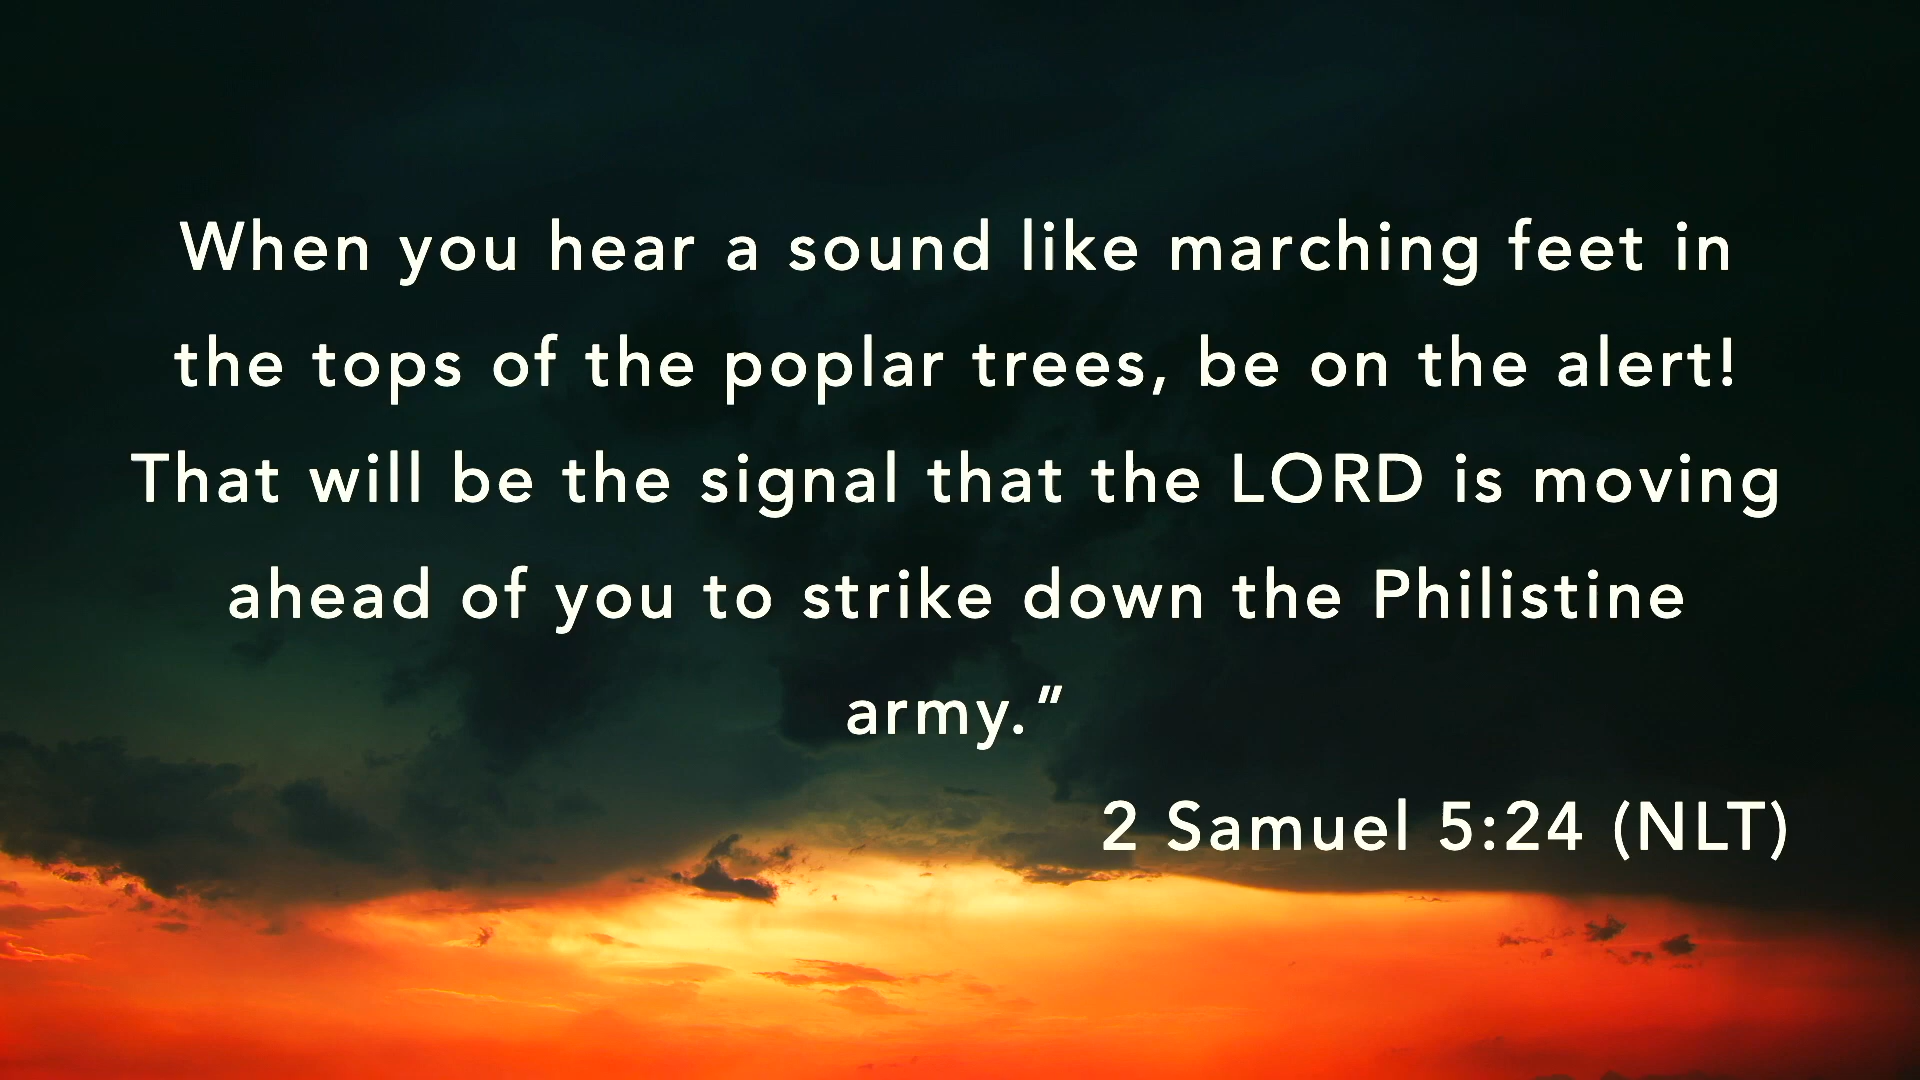 When you hear a sound like marching feet in
the tops of the poplar trees, be on the alert!
That will be the signal that the LORD is moving
ahead of you to strike down the Philistine
army.”
2 Samuel 5:24 (NLT)